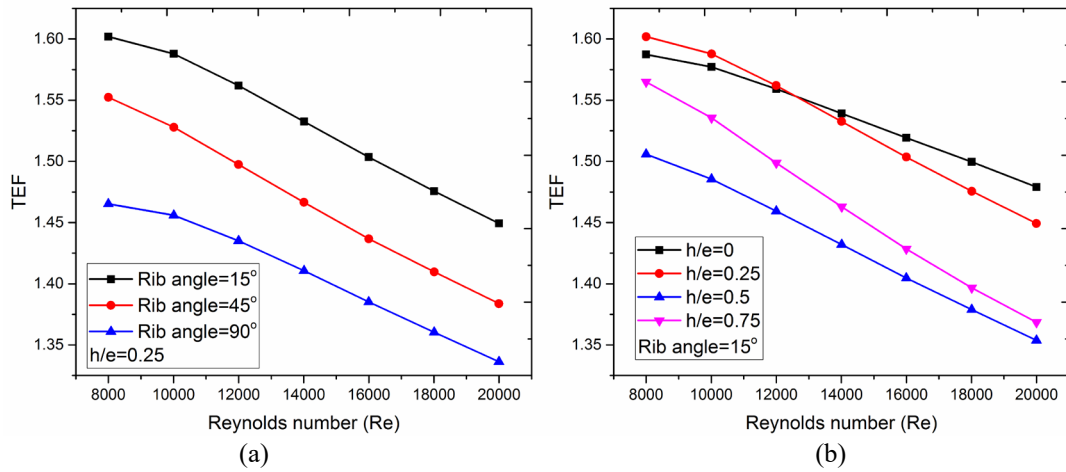 1.60
1.55
1.50
1.45
1.40
1.35
TEF
Rib angle=15°
Rib angle=45°
Rib angle=90°
h/e=0.25
8000 10000 12000 14000 16000 18000 20000
Reynolds number (Re)
(a)
1.60
1.55
1.50
1.45
1.40
1.35
TEF
h/e=0
h/e=0.25
h/e=0.5
h/e=0.75
Rib angle=15°
8000 10000 12000 14000 16000 18000 20000
Reynolds number (Re)
(b)